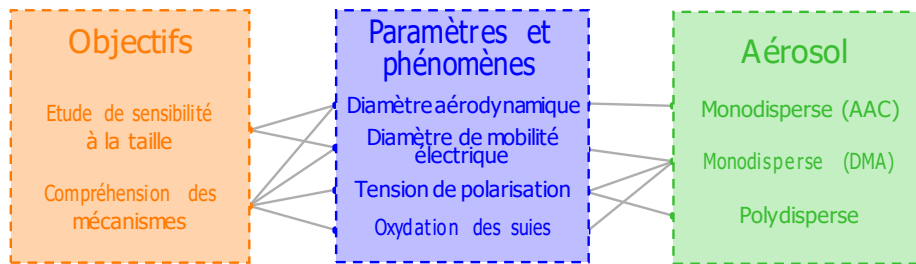 Objectifs
Etude de sensibilité
à la taille
Compréhension des
mécanismes
Paramètres et
phénomènes
Diamètre aérodynamique
Diamètre de mobilité
électrique
Tension de polarisation
Oxydation des suies
Aérosol
Monodisperse (AAC)
Monodisperse (DMA)
Polydisperse